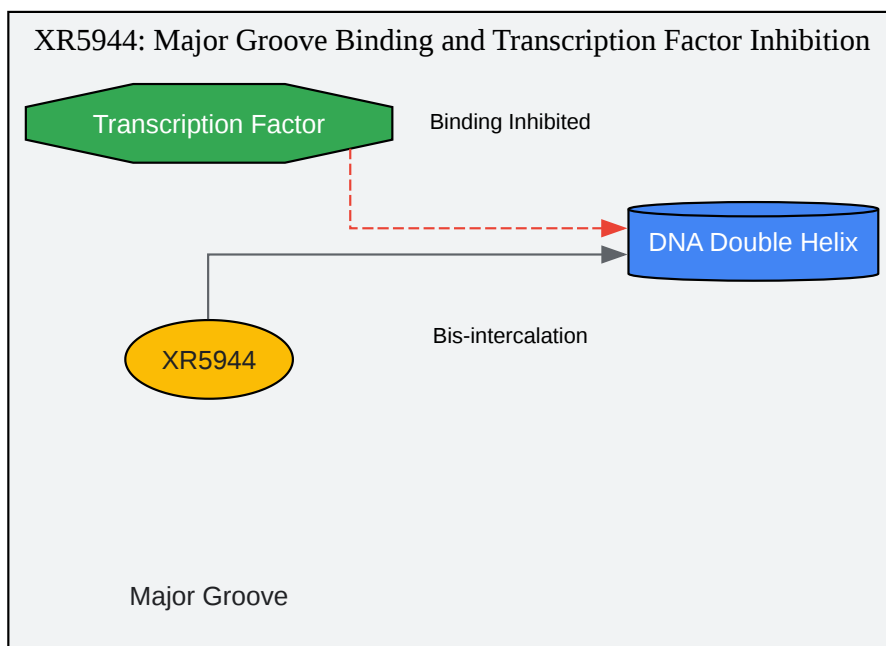 XR5944: Major Groove Binding and Transcription Factor Inhibition
Transcription Factor
Binding Inhibited
DNA Double Helix
Bis-intercalation
XR5944
Major Groove